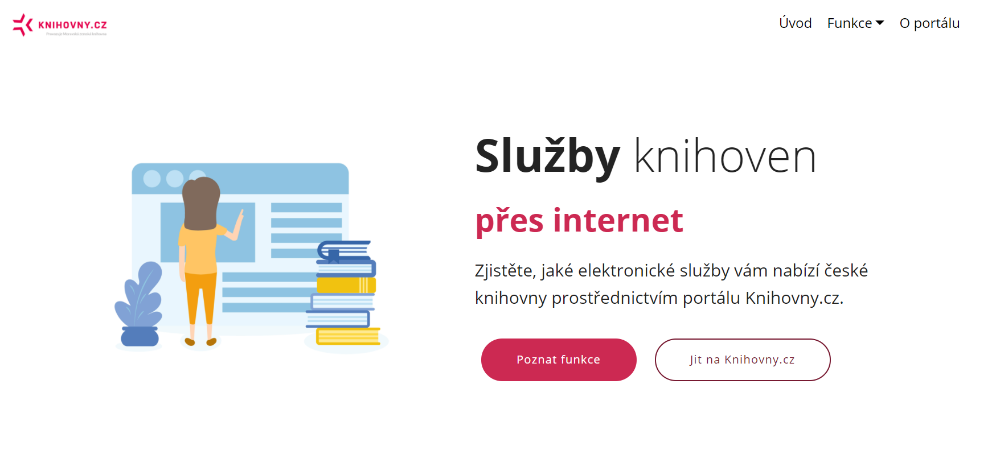 KNIHOVNY.CZ
Provozuje Moravská zemská knihovna
Úvod
Funkce
O portálu
Služby knihoven
přes internet
Zjistěte, jaké elektronické služby vám nabízí české
knihovny prostřednictvím portálu Knihovny.cz.
Poznat funkce
Jit na Knihovny.cz